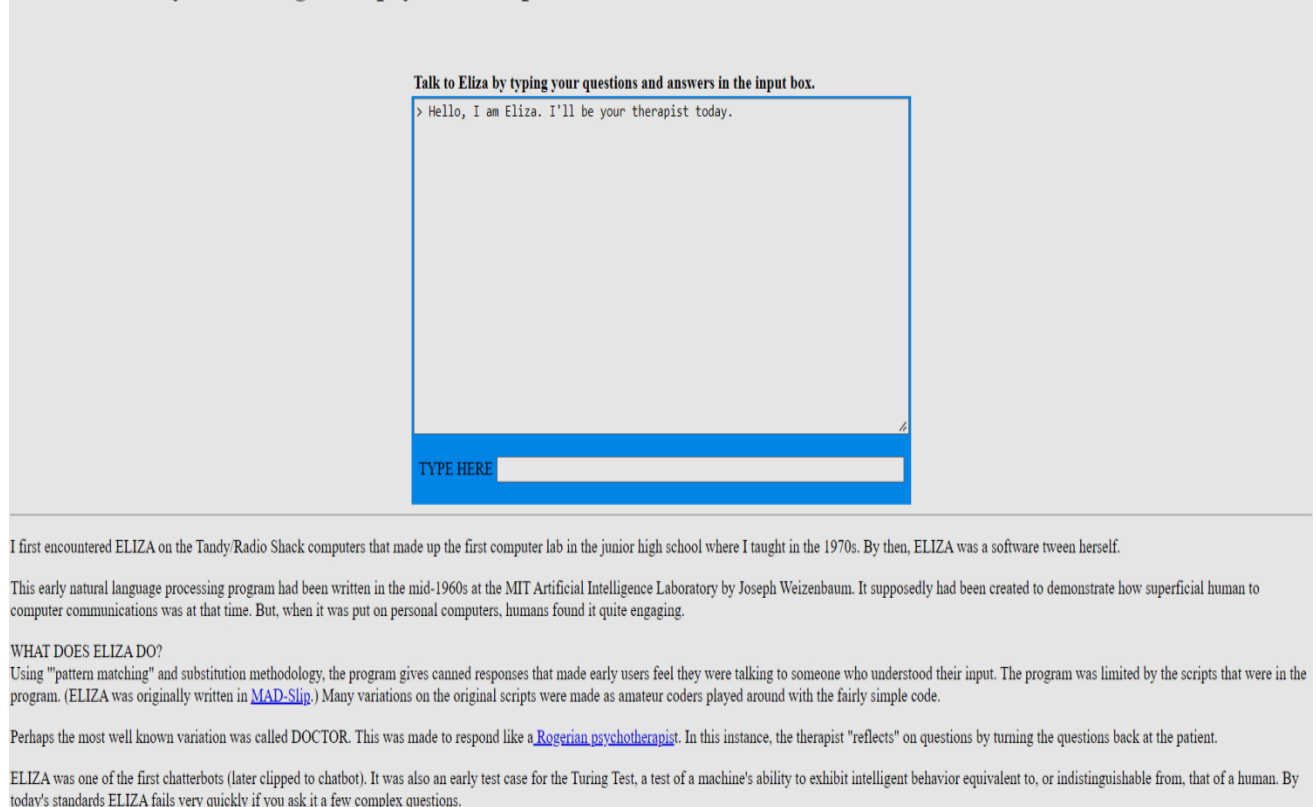 Talk to Eliza by typing your questions and answers in the input box.
> Hello, I am Eliza. I'll be your therapist today.
TYPE HERE
I first encountered ELIZA on the Tandy/Radio Shack computers that made up the first computer lab in the junior high school where I taught in the 1970s. By then, ELIZA was a software tween herself.
This early natural language processing program had been written in the mid-1960s at the MIT Artificial Intelligence Laboratory by Joseph Weizenbaum. It supposedly had been created to demonstrate how superficial human to
computer communications was at that time. But, when it was put on personal computers, humans found it quite engaging.
WHAT DOES ELIZA DO?
Using "'pattern matching" and substitution methodology, the program gives canned responses that made early users feel they were talking to someone who understood their input. The program was limited by the scripts that were in the
program. (ELIZA was originally written in MAD-Slip.) Many variations on the original scripts were made as amateur coders played around with the fairly simple code.
Perhaps the most well known variation was called DOCTOR. This was made to respond like a Rogerian psychotherapist. In this instance, the therapist "reflects" on questions by turning the questions back at the patient.
ELIZA was one of the first chatterbots (later clipped to chatbot). It was also an early test case for the Turing Test, a test of a machine's ability to exhibit intelligent behavior equivalent to, or indistinguishable from, that of a human. By
today's standards ELIZA fails very quickly if you ask it a few complex questions.